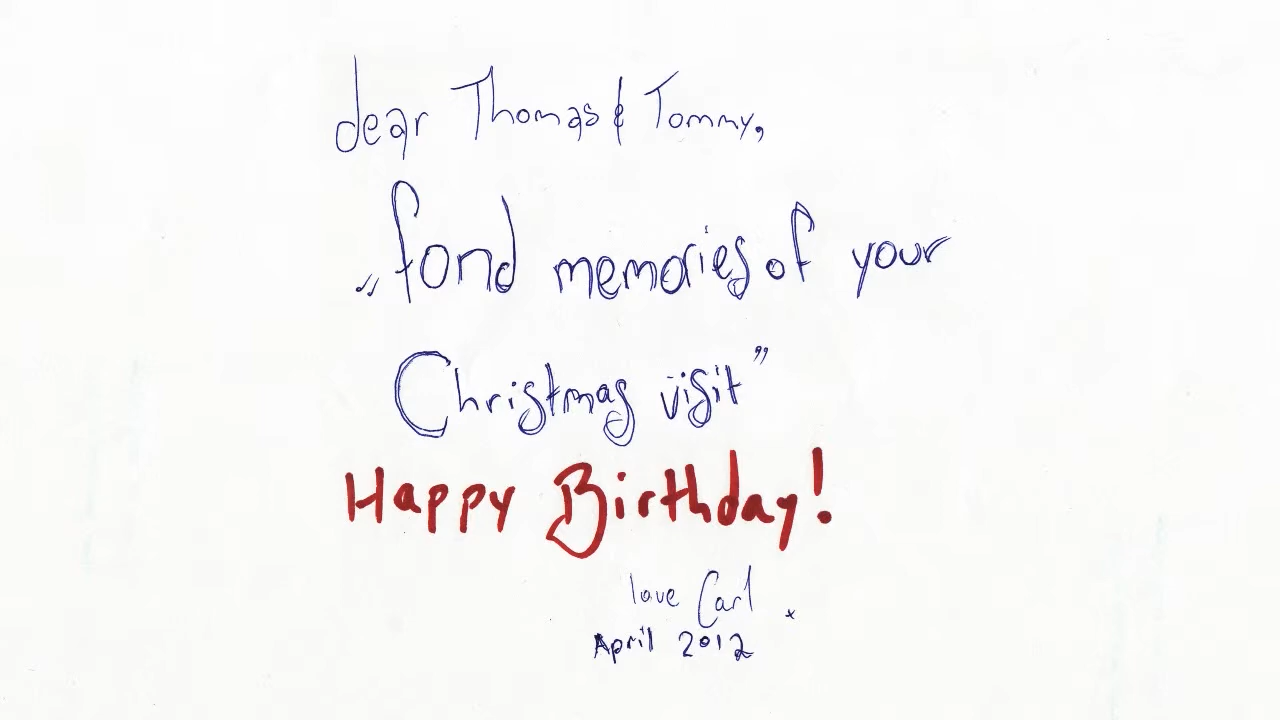 dear Thomas & Tommy,
„fond memories of your
Christmas visit”
Happy Birthday!
love Carl x
April 2012